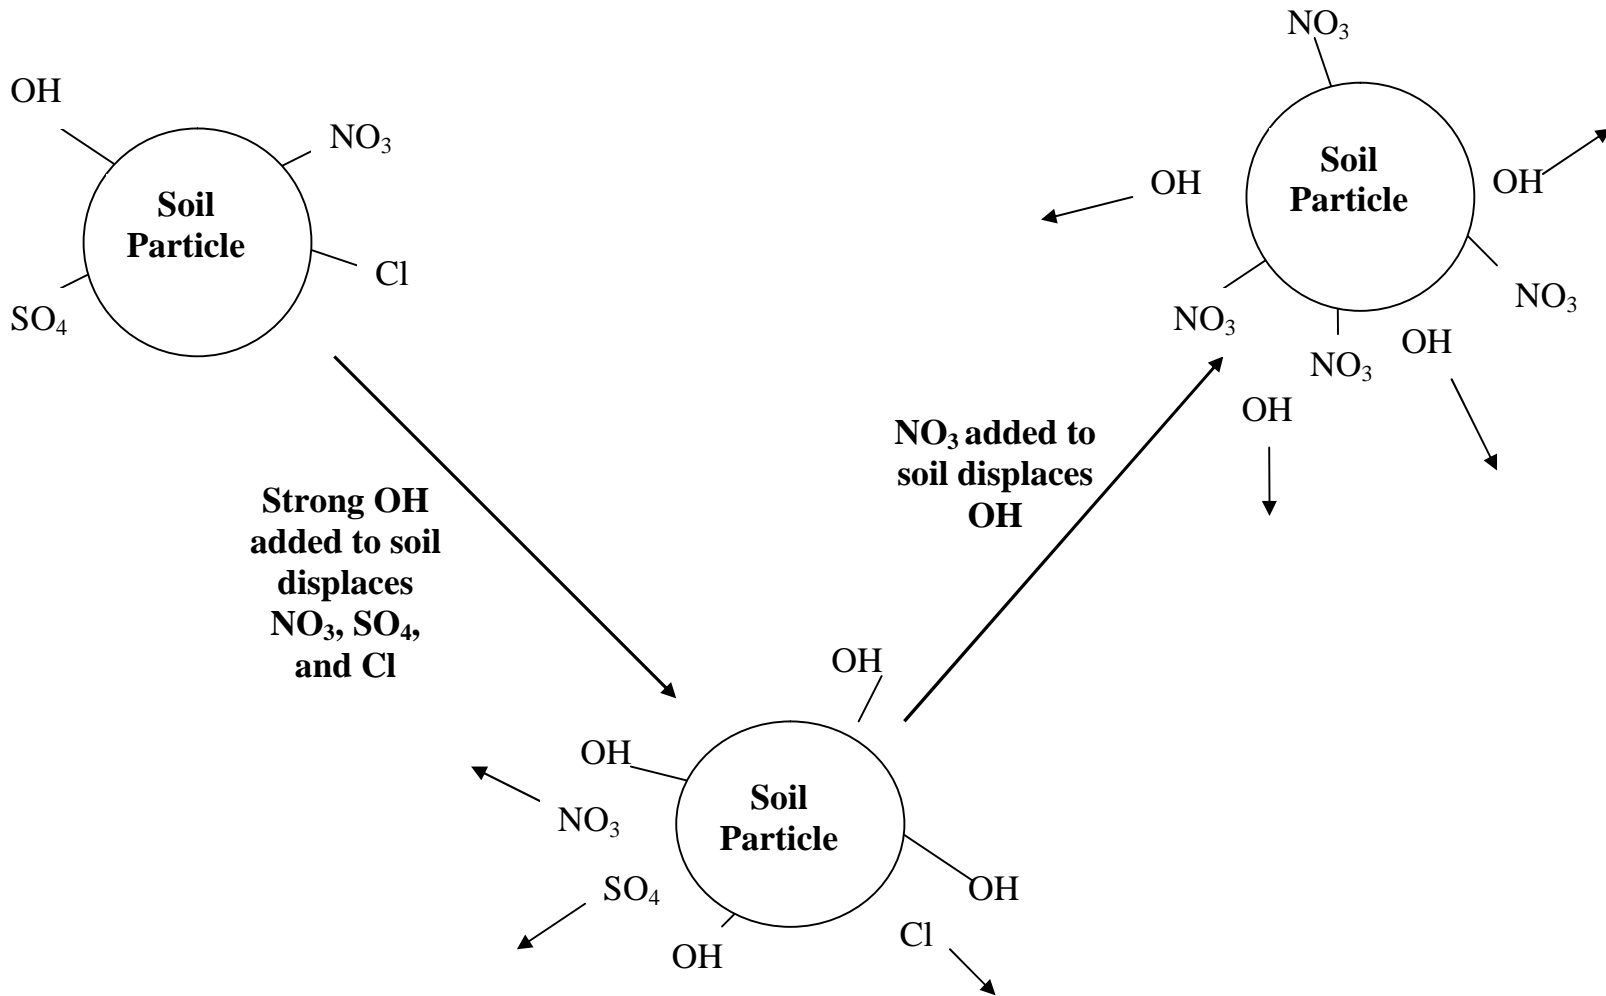 OH
NO₃
Soil
Particle
Cl
SO₄
Strong OH
added to soil
displaces
NO₃, SO₄,
and Cl
OH
OH
NO₃
Soil
Particle
SO₄
OH
OH
Cl
NO₃ added to
soil displaces
OH
NO₃
OH
Soil
Particle
OH
NO₃
NO₃
NO₃
OH
OH